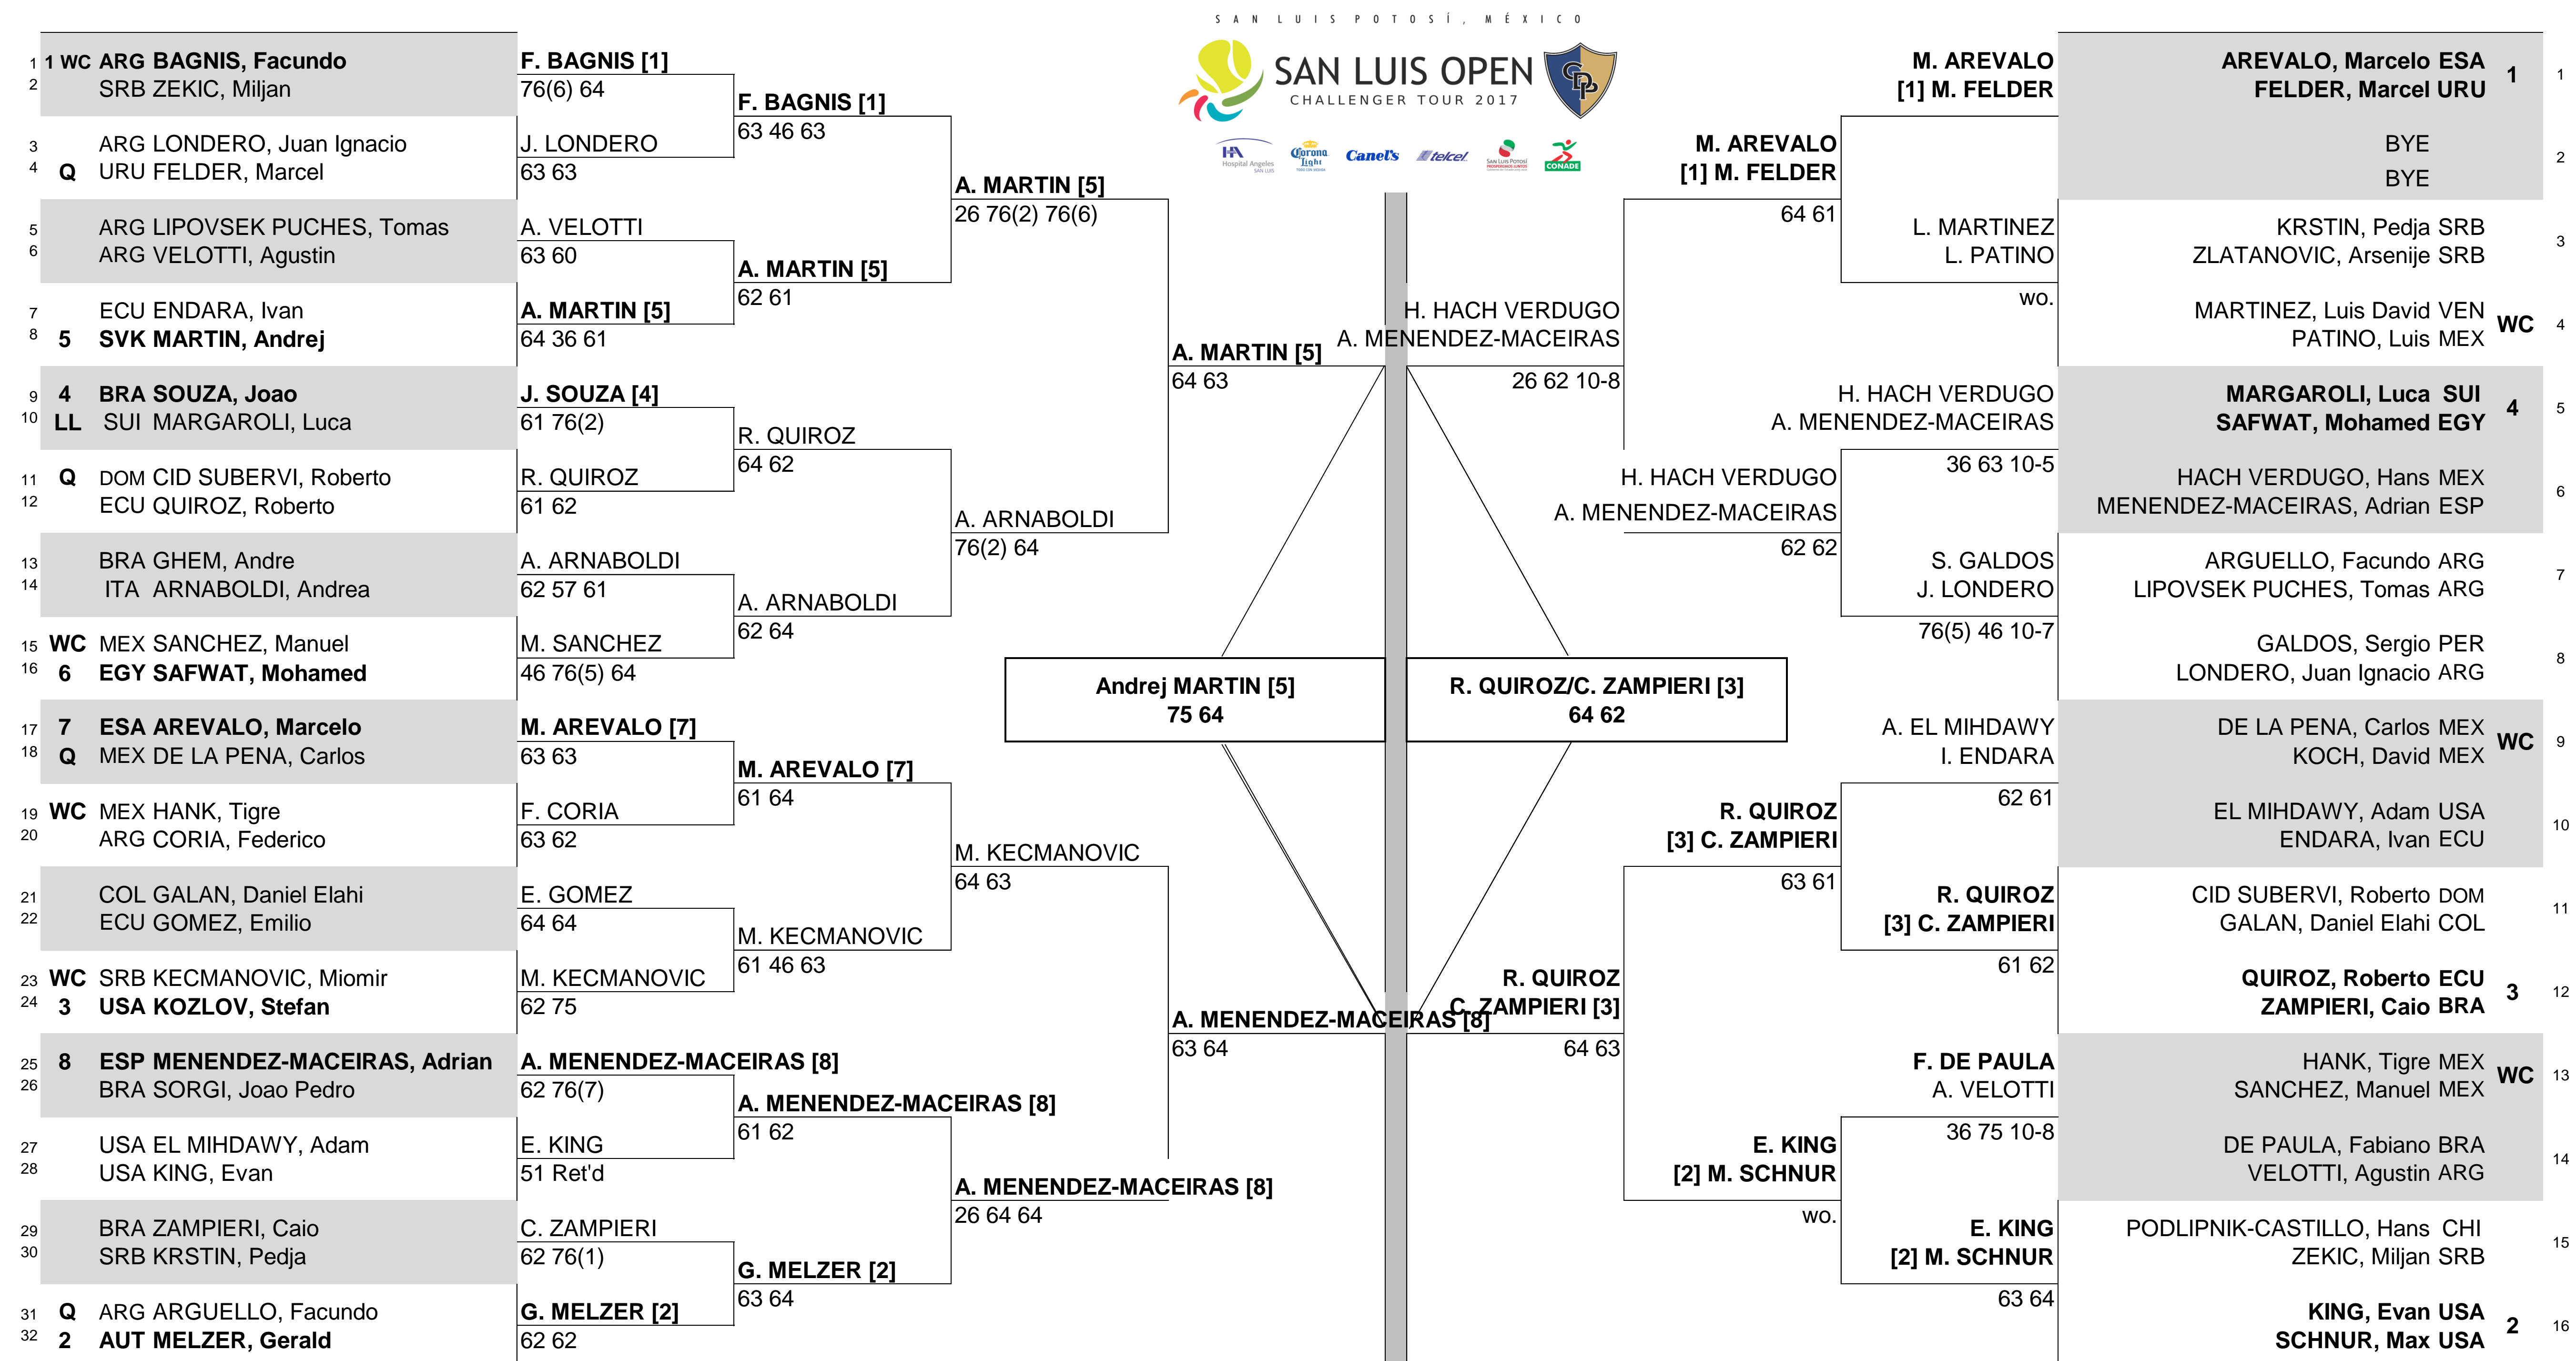 SAN LUIS POTOSÍ, MÉXICO
SAN LUIS OPEN
CHALLENGER TOUR 2017
CDP
HA
Hospital Angeles
SAN LUIS
Corona Light
Canel's
telcel
SAN LUIS POTOSÍ
PROSPEREMOS JUNTOS
CONADE
1 1 WC ARG BAGNIS, Facundo
2 SRB ZEKIC, Miljan
3 ARG LONDERO, Juan Ignacio
4 Q URU FELDER, Marcel
5 ARG LIPOVSEK PUCHES, Tomas
6 ARG VELOTTI, Agustin
7 ECU ENDARA, Ivan
8 5 SVK MARTIN, Andrej
9 4 BRA SOUZA, Joao
10 LL SUI MARGAROLI, Luca
11 Q DOM CID SUBERVI, Roberto
12 ECU QUIROZ, Roberto
13 BRA GHEM, Andre
14 ITA ARNABOLDI, Andrea
15 WC MEX SANCHEZ, Manuel
16 6 EGY SAFWAT, Mohamed
17 7 ESA AREVALO, Marcelo
18 Q MEX DE LA PENA, Carlos
19 WC MEX HANK, Tigre
20 ARG CORIA, Federico
21 COL GALAN, Daniel Elahi
22 ECU GOMEZ, Emilio
23 WC SRB KECMANOVIC, Miomir
24 3 USA KOZLOV, Stefan
25 8 ESP MENENDEZ-MACEIRAS, Adrian
26 BRA SORGI, Joao Pedro
27 USA EL MIHDAWY, Adam
28 USA KING, Evan
29 BRA ZAMPIERI, Caio
30 SRB KRSTIN, Pedja
31 Q ARG ARGUELLO, Facundo
32 2 AUT MELZER, Gerald
F. BAGNIS [1]
76(6) 64
J. LONDERO
63 63
A. VELOTTI
63 60
A. MARTIN [5]
64 36 61
J. SOUZA [4]
61 76(2)
R. QUIROZ
61 62
A. ARNABOLDI
62 57 61
M. SANCHEZ
46 76(5) 64
M. AREVALO [7]
63 63
F. CORIA
63 62
E. GOMEZ
64 64
M. KECMANOVIC
62 75
A. MENENDEZ-MACEIRAS [8]
62 76(7)
E. KING
51 Ret'd
C. ZAMPIERI
62 76(1)
G. MELZER [2]
62 62
F. BAGNIS [1]
63 46 63
A. MARTIN [5]
62 61
R. QUIROZ
64 62
A. ARNABOLDI
62 64
M. AREVALO [7]
61 64
M. KECMANOVIC
61 46 63
A. MENENDEZ-MACEIRAS [8]
61 62
G. MELZER [2]
63 64
A. MARTIN [5]
26 76(2) 76(6)
A. ARNABOLDI
76(2) 64
M. KECMANOVIC
64 63
A. MENENDEZ-MACEIRAS [8]
26 64 64
A. MARTIN [5]
64 63
A. MENENDEZ-MACEIRAS [8]
63 64
Andrej MARTIN [5]
75 64
R. QUIROZ/C. ZAMPIERI [3]
64 62
H. HACH VERDUGO
A. MENENDEZ-MACEIRAS
26 62 10-8
R. QUIROZ
C. ZAMPIERI [3]
64 63
M. AREVALO
[1] M. FELDER
64 61
H. HACH VERDUGO
A. MENENDEZ-MACEIRAS
62 62
R. QUIROZ
[3] C. ZAMPIERI
63 61
E. KING
[2] M. SCHNUR
wo.
M. AREVALO
[1] M. FELDER
L. MARTINEZ
L. PATINO
wo.
H. HACH VERDUGO
A. MENENDEZ-MACEIRAS
36 63 10-5
S. GALDOS
J. LONDERO
76(5) 46 10-7
A. EL MIHDAWY
I. ENDARA
62 61
R. QUIROZ
[3] C. ZAMPIERI
61 62
F. DE PAULA
A. VELOTTI
36 75 10-8
E. KING
[2] M. SCHNUR
63 64
AREVALO, Marcelo ESA
FELDER, Marcel URU 1 1
BYE
BYE 2
KRSTIN, Pedja SRB
ZLATANOVIC, Arsenije SRB 3
MARTINEZ, Luis David VEN
PATINO, Luis MEX WC 4
MARGAROLI, Luca SUI
SAFWAT, Mohamed EGY 4 5
HACH VERDUGO, Hans MEX
MENENDEZ-MACEIRAS, Adrian ESP 6
ARGUELLO, Facundo ARG
LIPOVSEK PUCHES, Tomas ARG 7
GALDOS, Sergio PER
LONDERO, Juan Ignacio ARG 8
DE LA PENA, Carlos MEX
KOCH, David MEX WC 9
EL MIHDAWY, Adam USA
ENDARA, Ivan ECU 10
CID SUBERVI, Roberto DOM
GALAN, Daniel Elahi COL 11
QUIROZ, Roberto ECU
ZAMPIERI, Caio BRA 3 12
HANK, Tigre MEX
SANCHEZ, Manuel MEX WC 13
DE PAULA, Fabiano BRA
VELOTTI, Agustin ARG 14
PODLIPNIK-CASTILLO, Hans CHI
ZEKIC, Miljan SRB 15
KING, Evan USA
SCHNUR, Max USA 2 16